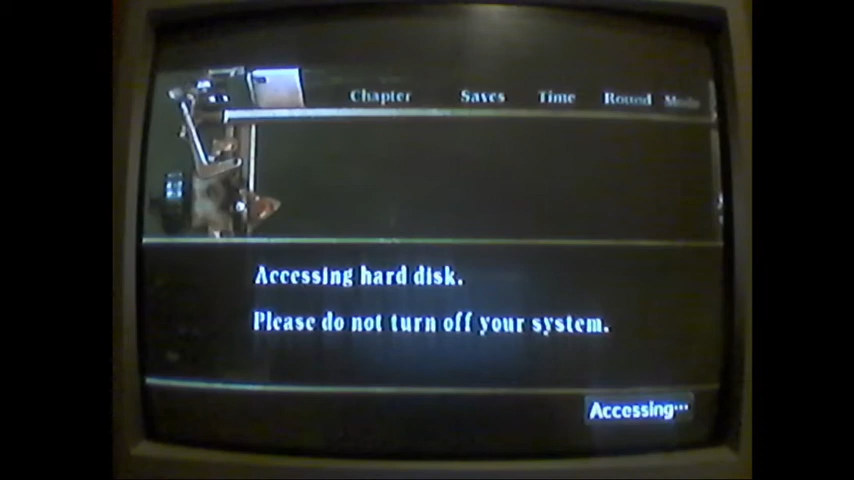 Chapter Saves Time Round Mode
Accessing hard disk.
Please do not turn off your system.
Accessing...